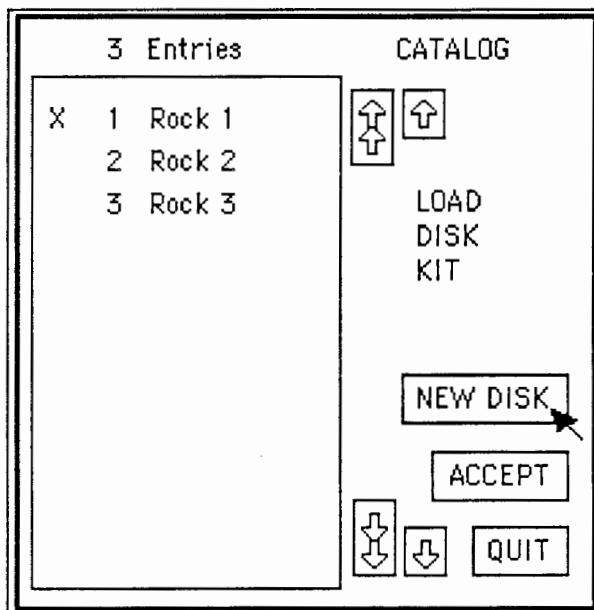 3 Entries
CATALOG
X 1 Rock 1
2 Rock 2
3 Rock 3
LOAD
DISK
KIT
NEW DISK
ACCEPT
QUIT